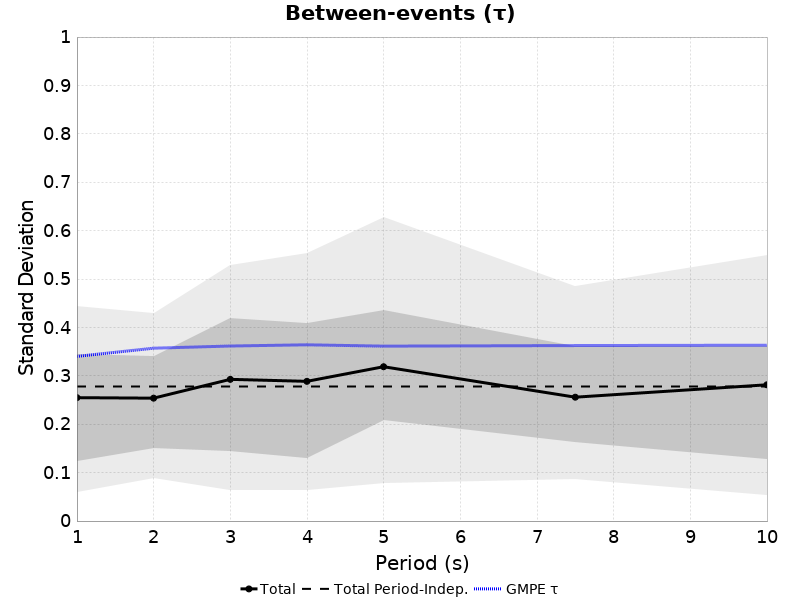 Between-events (τ)
1
0.9
0.8
0.7
0.6
0.5
0.4
0.3
0.2
0.1
0
Standard Deviation
1 2 3 4 5 6 7 8 9 10
Period (s)
Total Total Period-Indep. GMPE τ